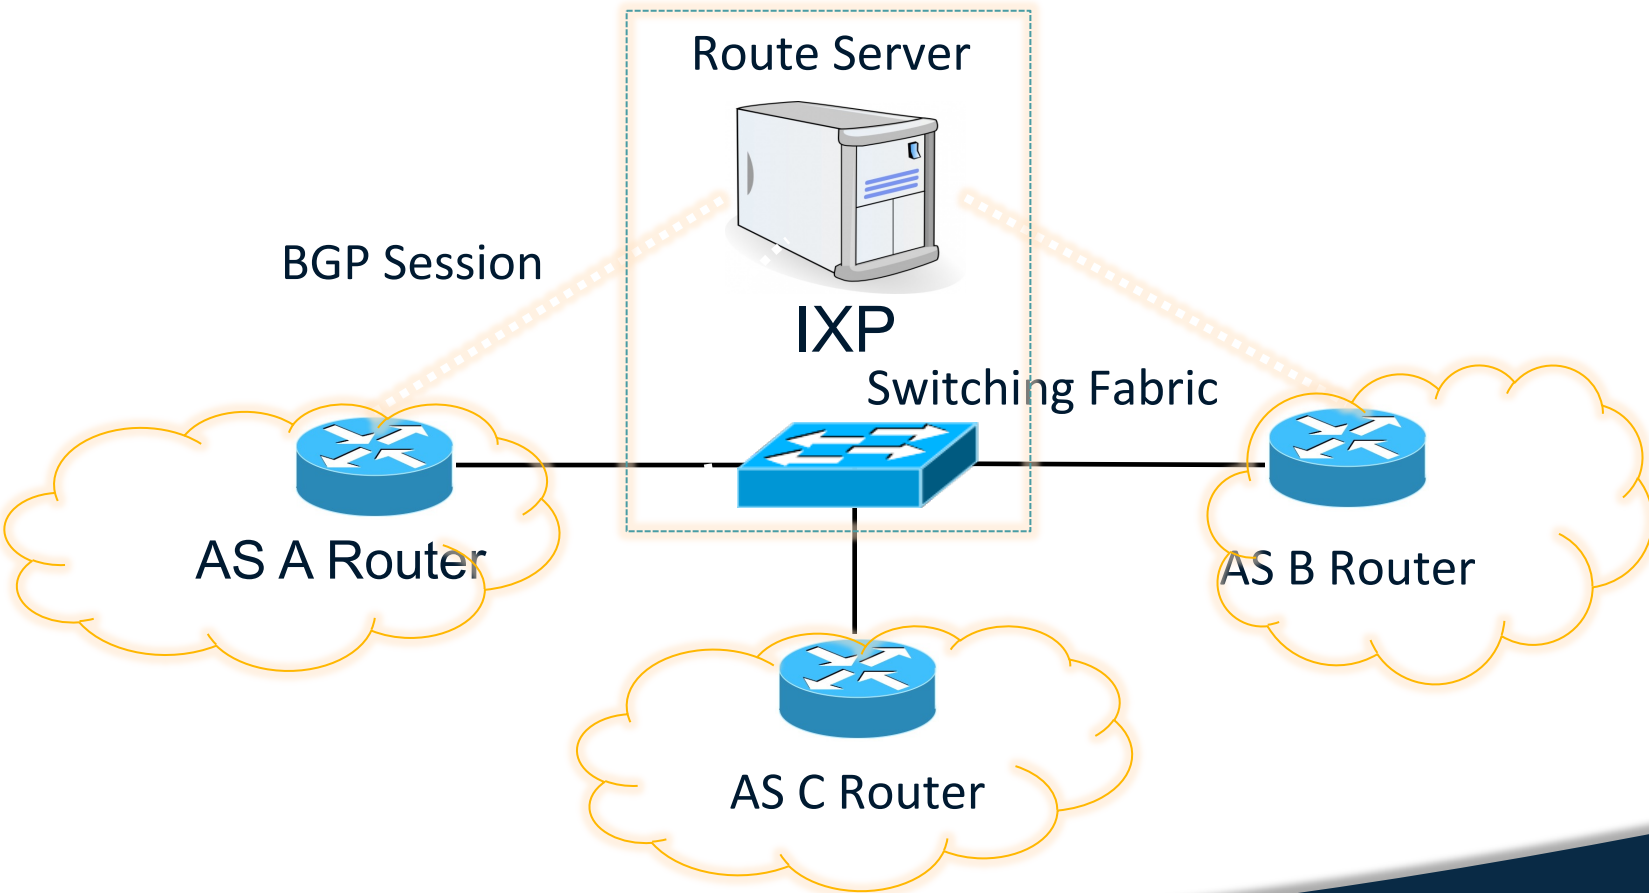 Route Server
BGP Session
IXP
Switching Fabric
AS A Router
AS B Router
AS C Router